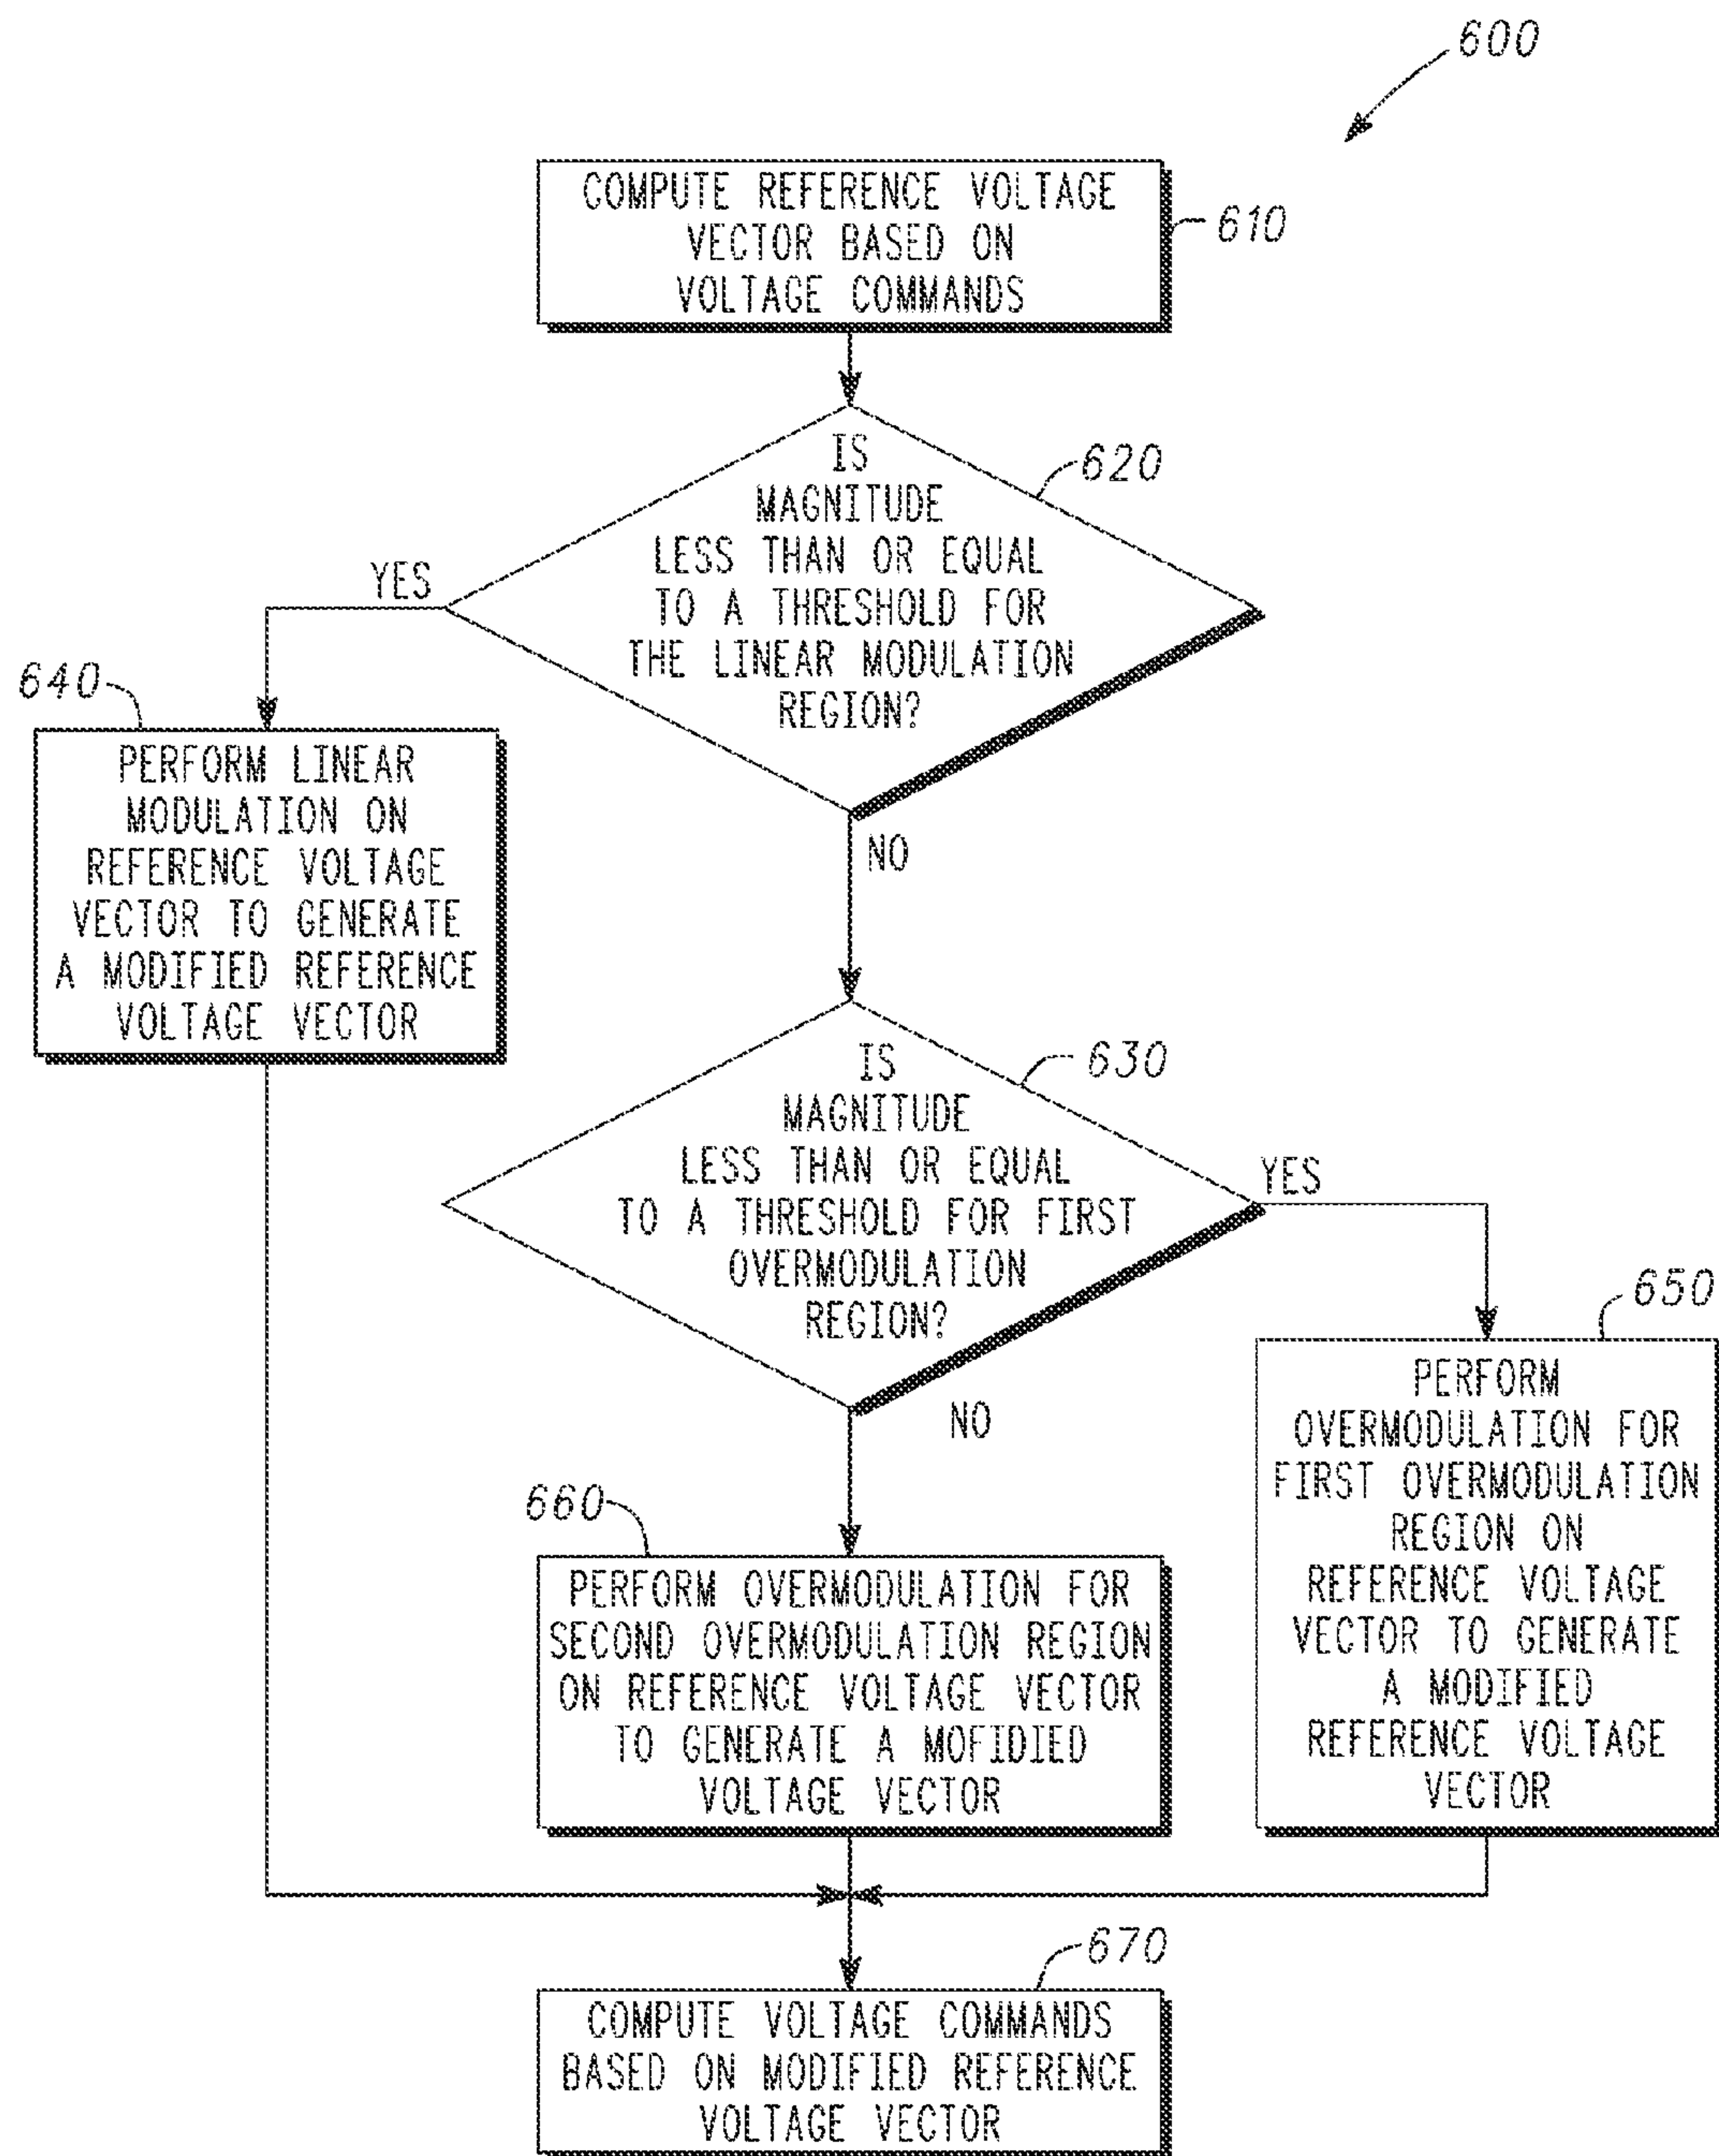 600
COMPUTE REFERENCE VOLTAGE
VECTOR BASED ON
VOLTAGE COMMANDS
610
IS
MAGNITUDE
LESS THAN OR EQUAL
TO A THRESHOLD FOR
THE LINEAR MODULATION
REGION?
620
YES
NO
640
PERFORM LINEAR
MODULATION ON
REFERENCE VOLTAGE
VECTOR TO GENERATE
A MODIFIED REFERENCE
VOLTAGE VECTOR
IS
MAGNITUDE
LESS THAN OR EQUAL
TO A THRESHOLD FOR FIRST
OVERMODULATION
REGION?
630
YES
NO
650
PERFORM
OVERMODULATION FOR
FIRST OVERMODULATION
REGION ON
REFERENCE VOLTAGE
VECTOR TO GENERATE
A MODIFIED
REFERENCE VOLTAGE
VECTOR
660
PERFORM OVERMODULATION FOR
SECOND OVERMODULATION REGION
ON REFERENCE VOLTAGE VECTOR
TO GENERATE A MOFIDIED
VOLTAGE VECTOR
670
COMPUTE VOLTAGE COMMANDS
BASED ON MODIFIED REFERENCE
VOLTAGE VECTOR